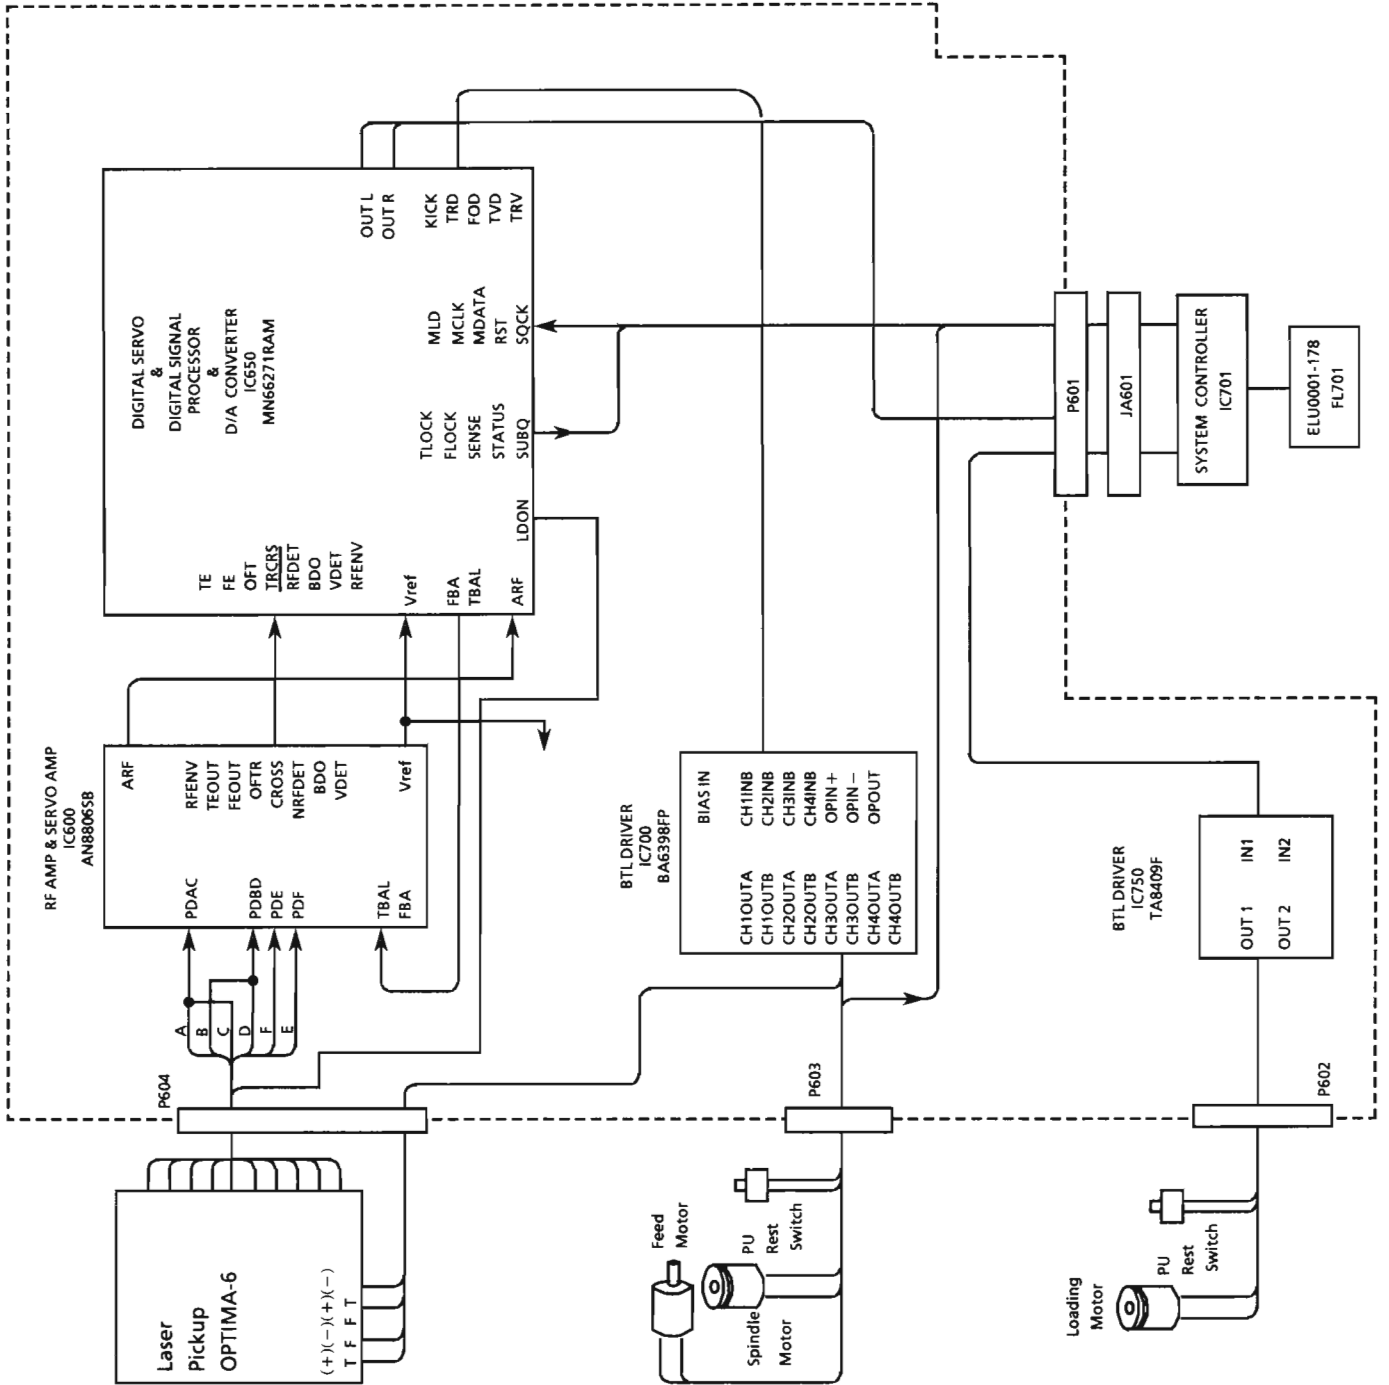 DIGITAL SERVO
&
DIGITAL SIGNAL
PROCESSOR
&
D/A CONVERTER
IC650
MN66271RAM
TE
FE
OFT
TRCRS
RFDET
BDO
VDET
RFENV
Vref
FBA
TBAL
ARF
LDON
TLOCK
FLOCK
SENSE
STATUS
SUBQ
MLD
MCLK
MDATA
RST
SQCK
OUT L
OUT R
KICK
TRD
FOD
TVD
TRV
RF AMP & SERVO AMP
IC600
AN8806SB
ARF
RFENV
TEOUT
FEOUT
OFTR
CROSS
NRFDET
BDO
VDET
Vref
PDAC
PDBD
PDE
PDF
TBAL
FBA
A
B
C
D
F
E
P604
Laser
Pickup
OPTIMA-6
(+)(−)(+)(−)
T F F T
BTL DRIVER
IC700
BA6398FP
BIAS IN
CH1INB
CH2INB
CH3INB
CH4INB
OPIN+
OPIN−
OPOUT
CH1OUTA
CH1OUTB
CH2OUTA
CH2OUTB
CH3OUTA
CH3OUTB
CH4OUTA
CH4OUTB
P603
Feed
Motor
Spindle
Motor
PU
Rest
Switch
P601
JA601
SYSTEM CONTROLLER
IC701
ELU0001-178
FL701
BTL DRIVER
IC750
TA8409F
OUT 1
IN1
OUT 2
IN2
P602
Loading
Motor
PU
Rest
Switch